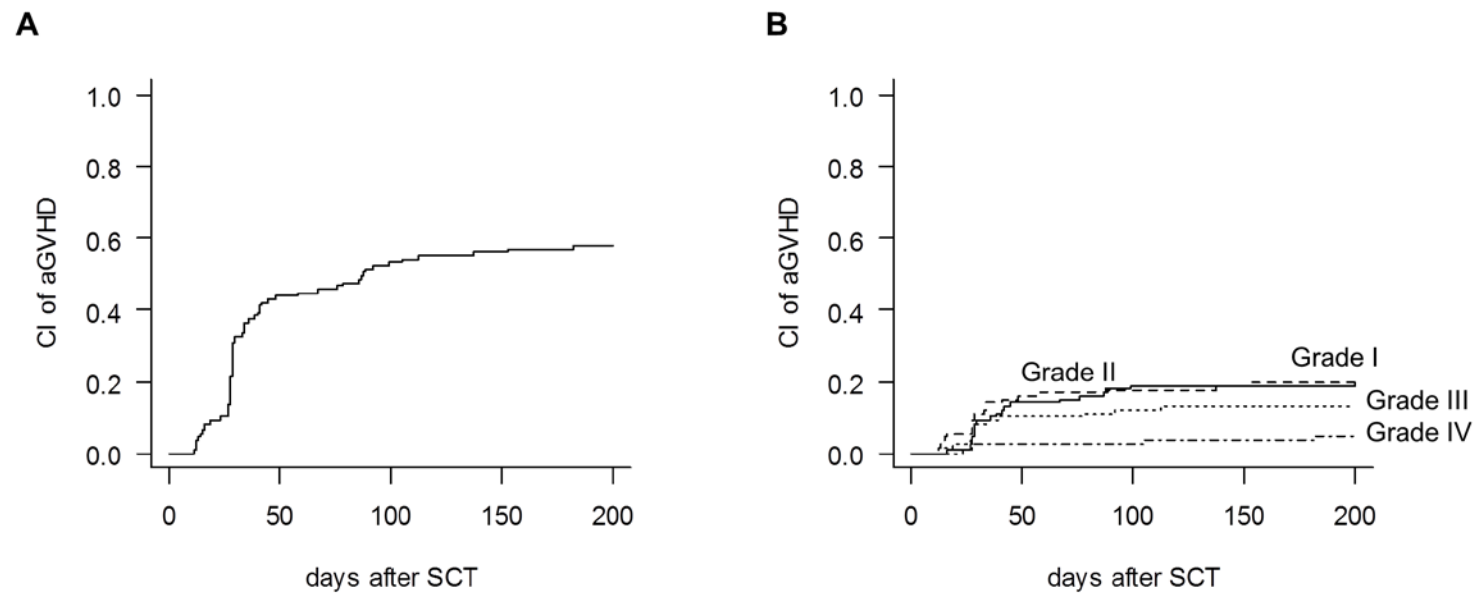 A
1.0
0.8
0.6
0.4
0.2
0.0
CI of aGVHD
0 50 100 150 200
days after SCT
B
1.0
0.8
0.6
0.4
0.2
0.0
CI of aGVHD
Grade I
Grade II
Grade III
Grade IV
0 50 100 150 200
days after SCT